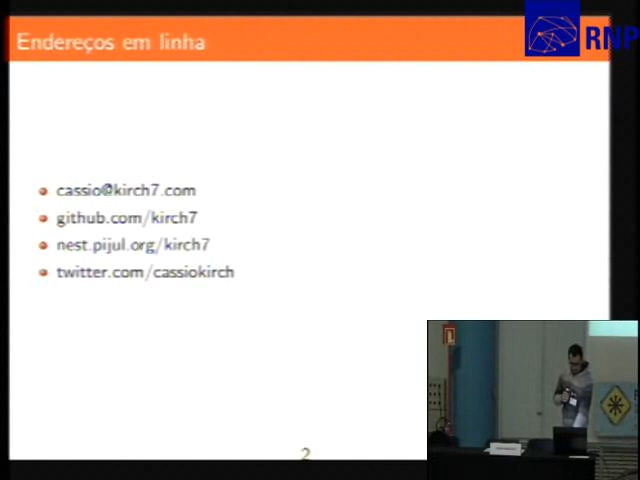 Endereços em linha
RNP
cassio@kirch7.com
github.com/kirch7
nest.pijul.org/kirch7
twitter.com/cassiokirch
2